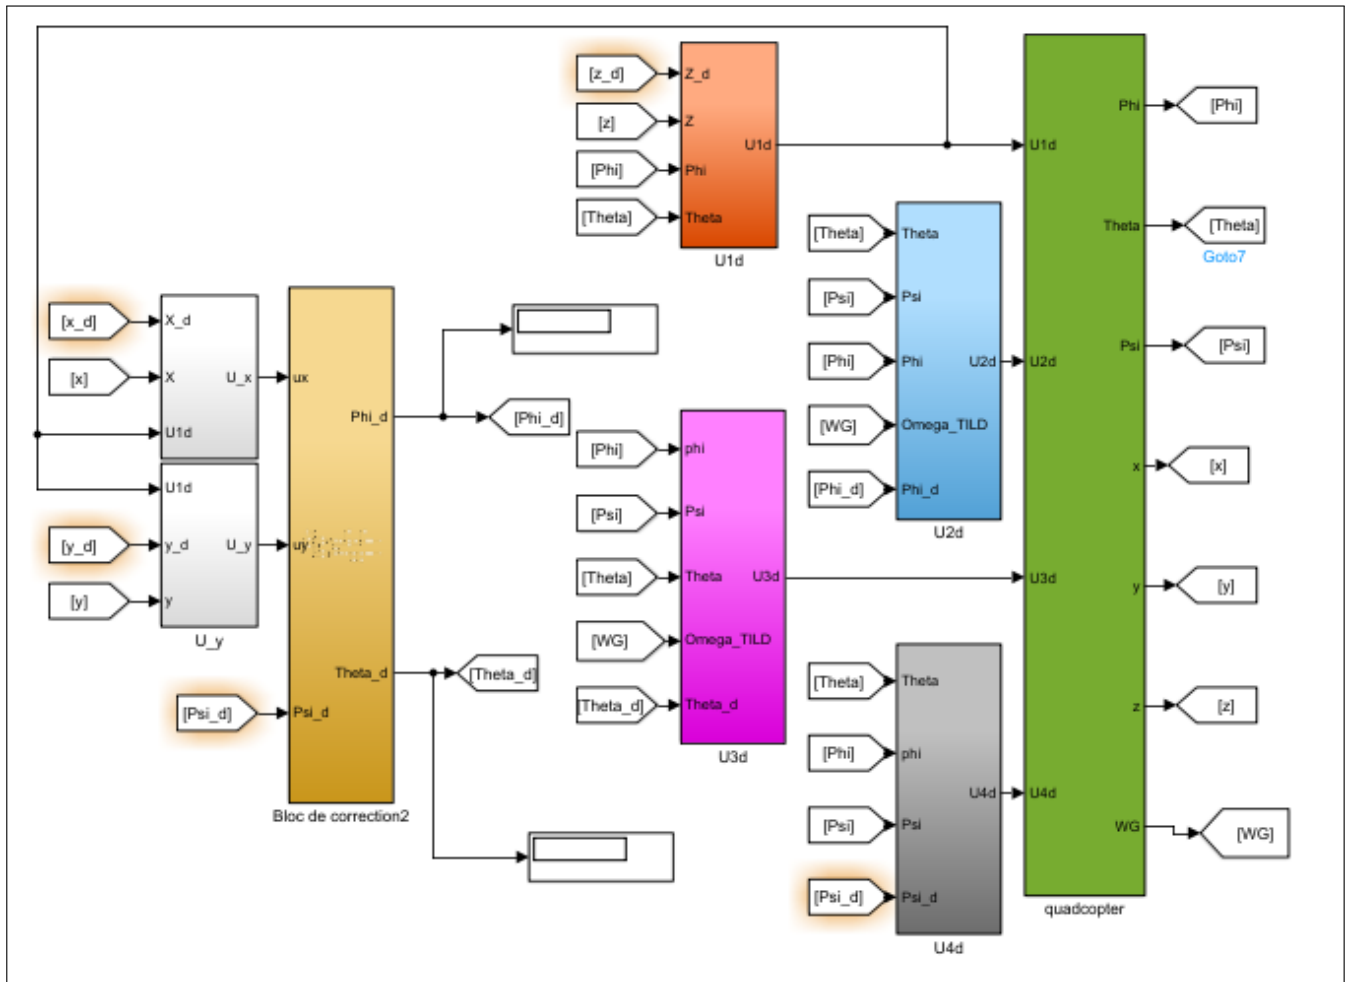 [z_d]
[z]
[Phi]
[Theta]
Z_d
Z
Phi
Theta
U1d
U1d
[x_d]
[x]
X_d
X
U1d
U_x
U1d
y_d
y
U_y
[y_d]
[y]
U_y
[Psi_d]
ux
uy
Psi_d
Phi_d
Theta_d
Bloc de correction2
[Phi_d]
[Theta_d]
[Phi]
[Psi]
[Theta]
[WG]
[Theta_d]
phi
Psi
Theta
Omega_TILD
Theta_d
U3d
U3d
[Theta]
[Psi]
[Phi]
[WG]
[Phi_d]
Theta
Psi
Phi
Omega_TILD
Phi_d
U2d
U2d
[Theta]
[Phi]
[Psi]
[Psi_d]
Theta
phi
Psi
Psi_d
U4d
U4d
U1d
U2d
U3d
U4d
Phi
Theta
Psi
x
y
z
WG
quadcopter
[Phi]
[Theta]
Goto7
[Psi]
[x]
[y]
[z]
[WG]